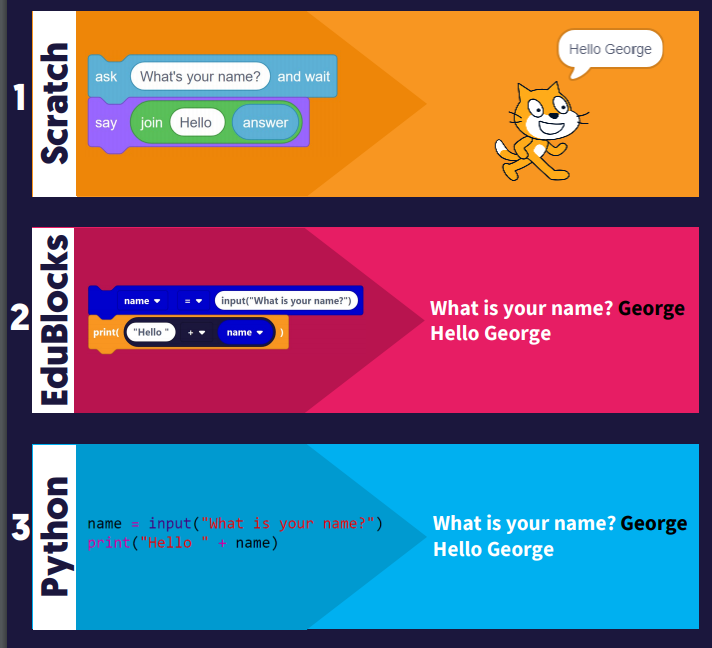 1
Scratch
ask What's your name? and wait
say join Hello answer
Hello George
2
EduBlocks
name = input("What is your name?")
print( "Hello " + name )
What is your name? George
Hello George
3
Python
name = input("What is your name?")
print("Hello " + name)
What is your name? George
Hello George